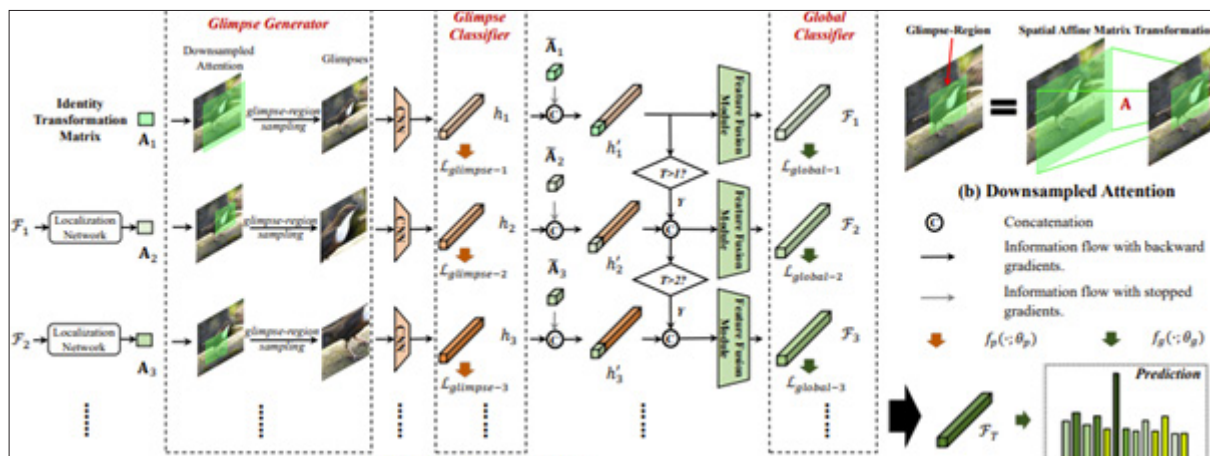 Glimpse Generator
Glimpse
Classifier
Global
Classifier
Glimpse-Region
Spatial Affine Matrix Transformation
Downsampled
Attention
Glimpses
Identity
Transformation
Matrix
A₁
glimpse-region
sampling
CNN
h₁
ℒglimpse−1
Ã₁
C
h′₁
T>1?
Y
Feature Fusion
Module
ℱ₁
ℒglobal−1
=
A
(b) Downsampled Attention
ℱ₁
Localization
Network
A₂
glimpse-region
sampling
CNN
h₂
ℒglimpse−2
Ã₂
C
h′₂
C
T>2?
Y
Feature Fusion
Module
ℱ₂
ℒglobal−2
C
Concatenation
Information flow with backward
gradients.
Information flow with stopped
gradients.
ℱ₂
Localization
Network
A₃
glimpse-region
sampling
CNN
h₃
ℒglimpse−3
Ã₃
C
h′₃
C
Feature Fusion
Module
ℱ₃
ℒglobal−3
fₚ(·; θₚ)
f_g(·; θ_g)
ℱ_T
Prediction